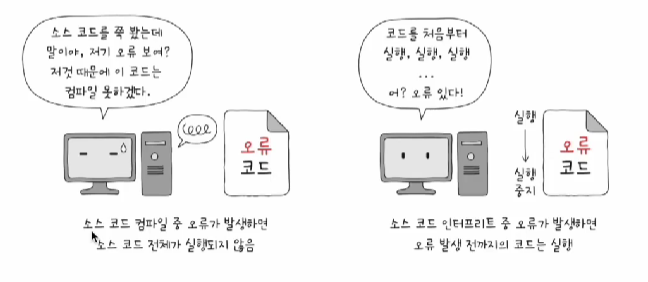 소스 코드를 쭉 봤는데
말이야, 저기 오류 보여?
저것 때문에 이 코드는
컴파일 못하겠다.
오류
코드
소스 코드 컴파일 중 오류가 발생하면
소스 코드 전체가 실행되지 않음
코드를 처음부터
실행, 실행, 실행
...
어? 오류 있다!
실행
실행
중지
오류
코드
소스 코드 인터프리트 중 오류가 발생하면
오류 발생 전까지의 코드는 실행